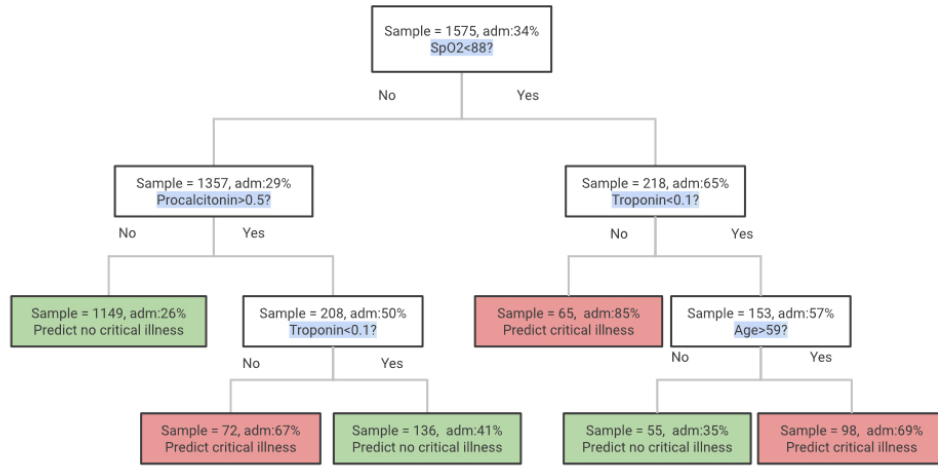 Sample = 1575, adm:34%
SpO2<88?
No
Yes
Sample = 1357, adm:29%
Procalcitonin>0.5?
Sample = 218, adm:65%
Troponin<0.1?
No
Yes
No
Yes
Sample = 1149, adm:26%
Predict no critical illness
Sample = 208, adm:50%
Troponin<0.1?
Sample = 65, adm:85%
Predict critical illness
Sample = 153, adm:57%
Age>59?
No
Yes
No
Yes
Sample = 72, adm:67%
Predict critical illness
Sample = 136, adm:41%
Predict no critical illness
Sample = 55, adm:35%
Predict no critical illness
Sample = 98, adm:69%
Predict critical illness